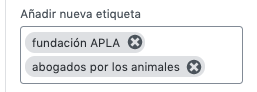 Añadir nueva etiqueta
fundación APLA
abogados por los animales